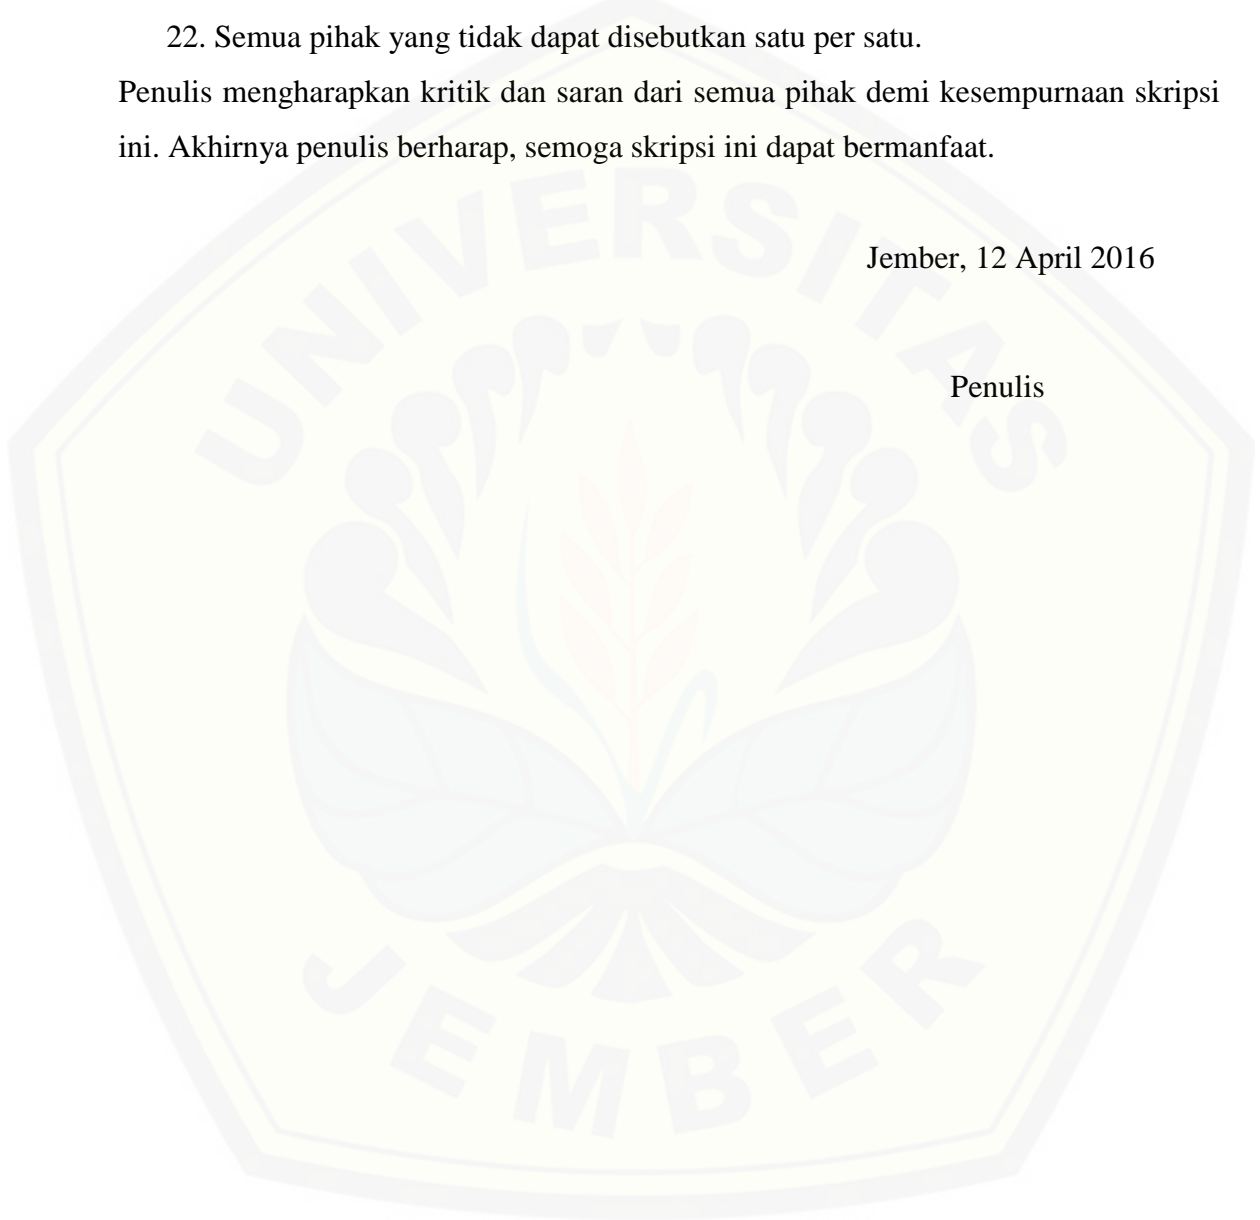 22. Semua pihak yang tidak dapat disebutkan satu per satu.
Penulis mengharapkan kritik dan saran dari semua pihak demi kesempurnaan skripsi
ini. Akhirnya penulis berharap, semoga skripsi ini dapat bermanfaat.
Jember, 12 April 2016
Penulis
UNIVERSITAS
JEMBER